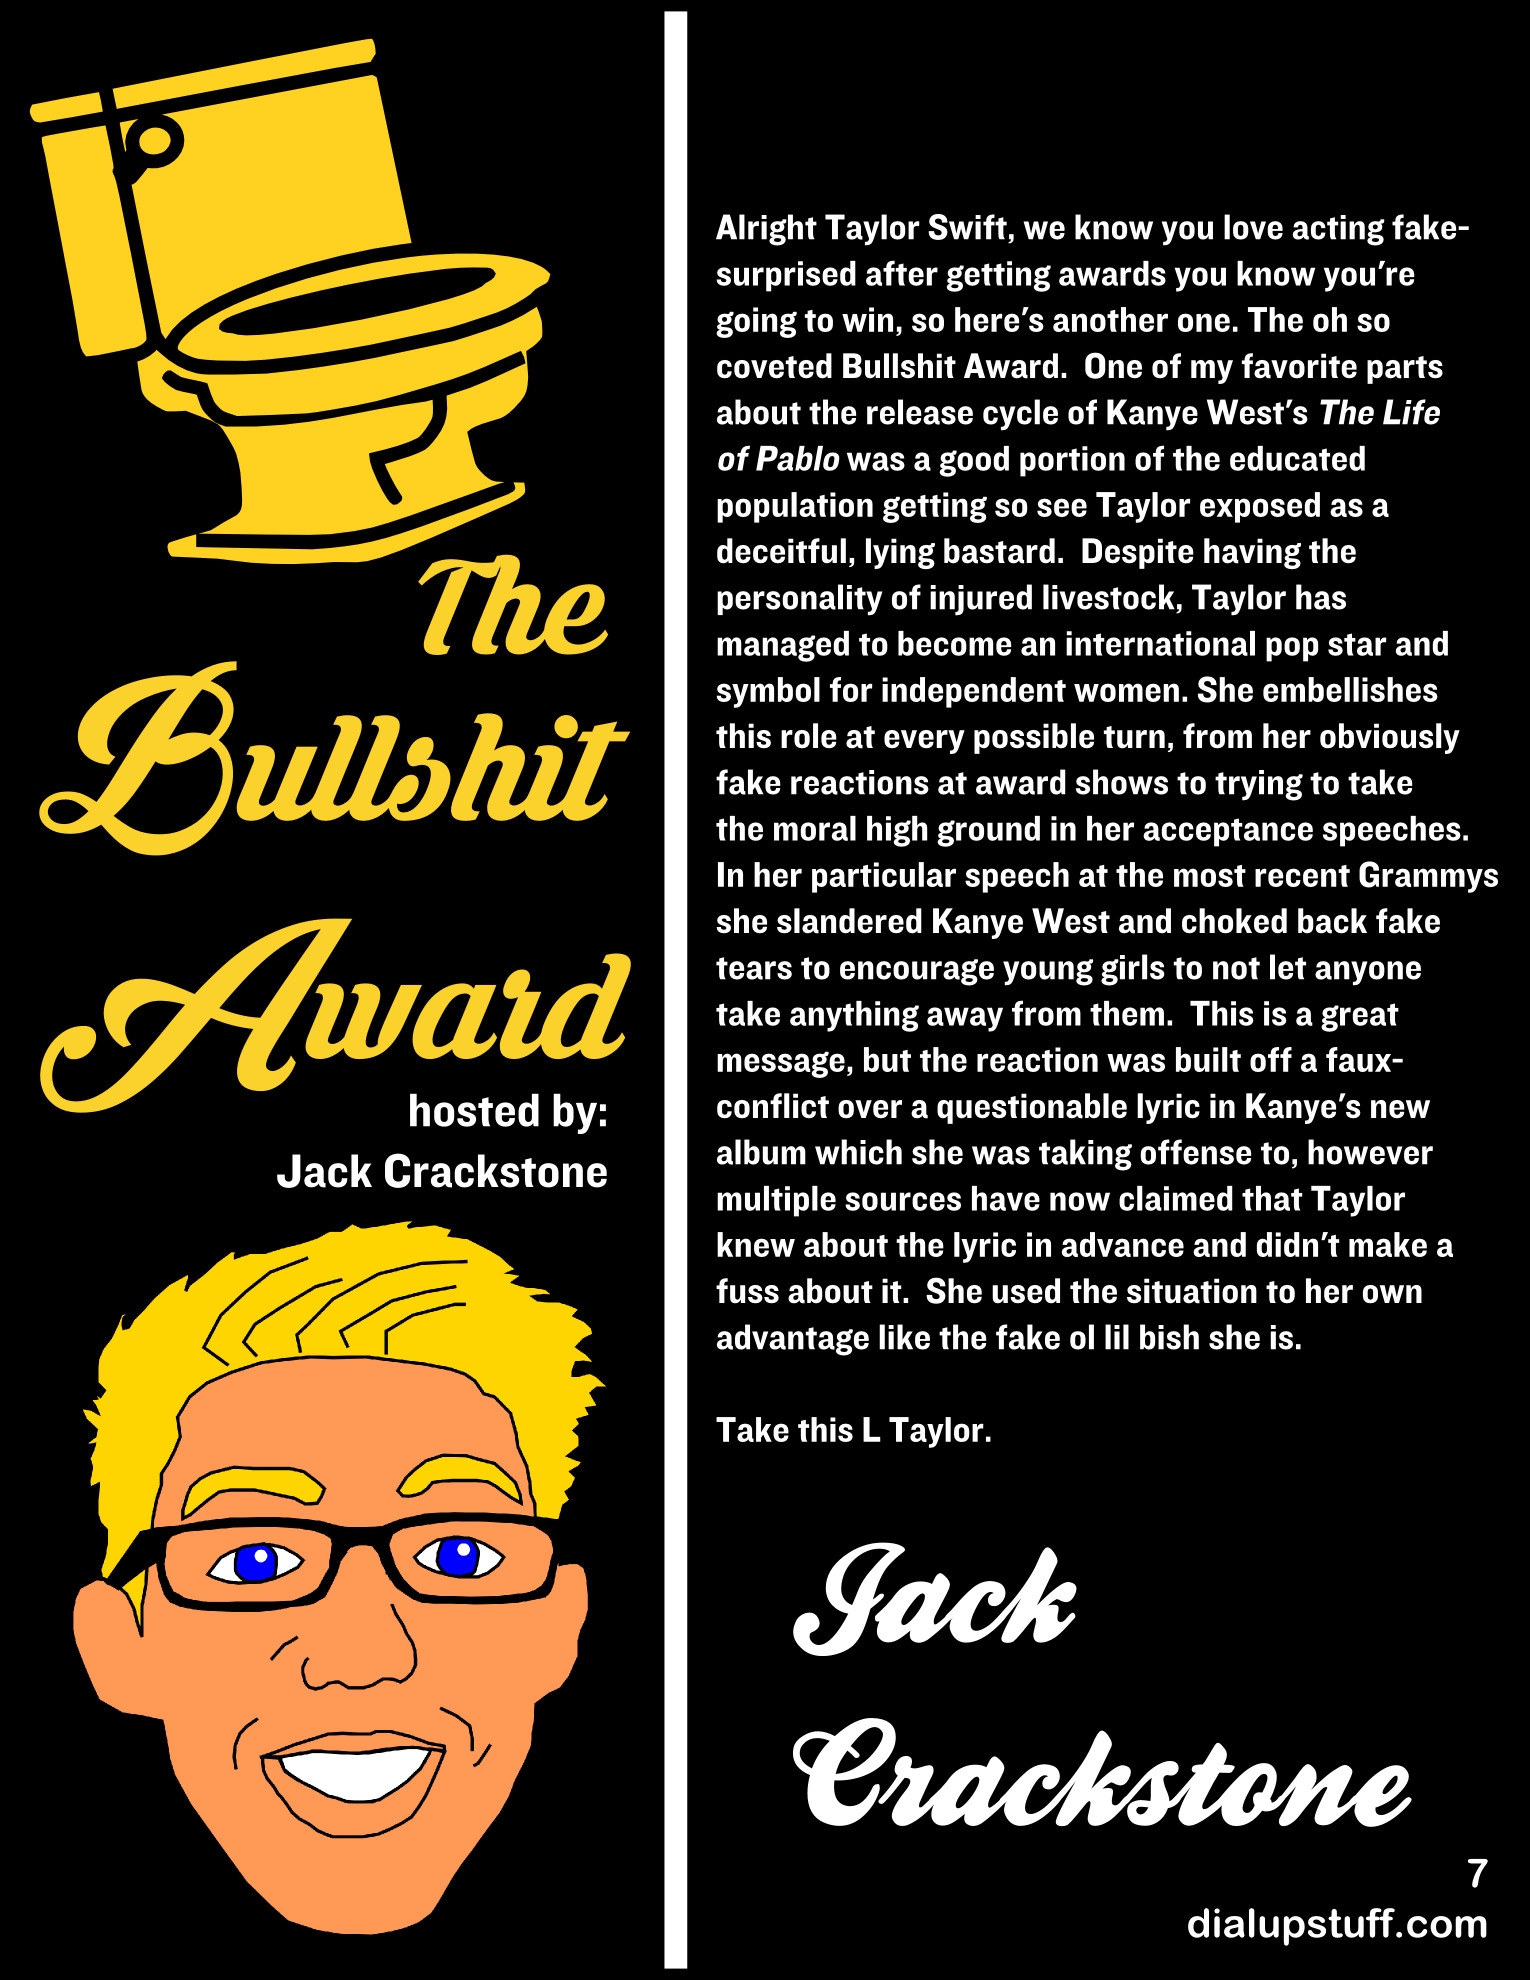 The
Bullshit
Award
hosted by:
Jack Crackstone
Alright Taylor Swift, we know you love acting fake-
surprised after getting awards you know you're
going to win, so here's another one. The oh so
coveted Bullshit Award.  One of my favorite parts
about the release cycle of Kanye West's The Life
of Pablo was a good portion of the educated
population getting so see Taylor exposed as a
deceitful, lying bastard.  Despite having the
personality of injured livestock, Taylor has
managed to become an international pop star and
symbol for independent women. She embellishes
this role at every possible turn, from her obviously
fake reactions at award shows to trying to take
the moral high ground in her acceptance speeches.
In her particular speech at the most recent Grammys
she slandered Kanye West and choked back fake
tears to encourage young girls to not let anyone
take anything away from them.  This is a great
message, but the reaction was built off a faux-
conflict over a questionable lyric in Kanye's new
album which she was taking offense to, however
multiple sources have now claimed that Taylor
knew about the lyric in advance and didn't make a
fuss about it.  She used the situation to her own
advantage like the fake ol lil bish she is.
Take this L Taylor.
Jack
Crackstone
7
dialupstuff.com